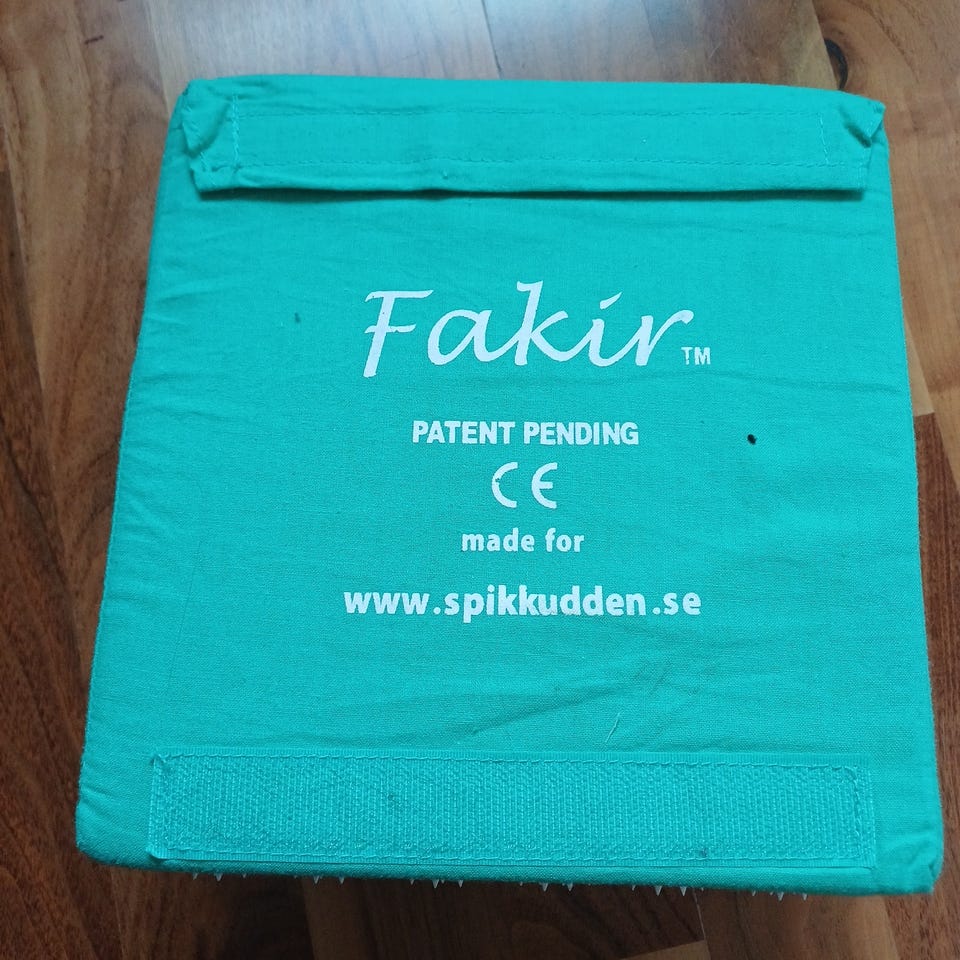 Fakir™
PATENT PENDING
CE
made for
www.spikkudden.se